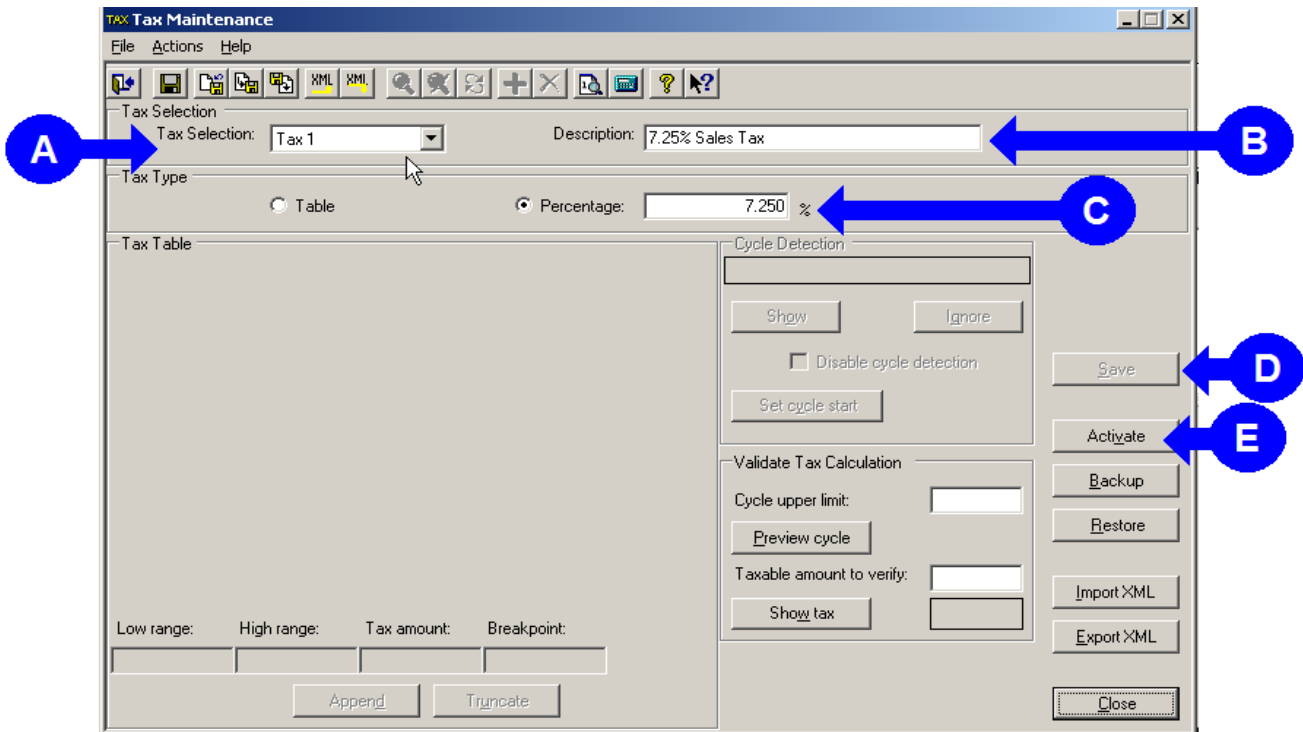 TAX Tax Maintenance
File Actions Help
XML XML
Tax Selection
A Tax Selection: Tax 1 Description: 7.25% Sales Tax B
Tax Type
Table Percentage: 7.250 % C
Tax Table
Cycle Detection
Show Ignore
Disable cycle detection
Save D
Set cycle start
Activate E
Validate Tax Calculation
Backup
Cycle upper limit:
Restore
Preview cycle
Taxable amount to verify:
Import XML
Show tax
Low range: High range: Tax amount: Breakpoint:
Export XML
Append Truncate
Close